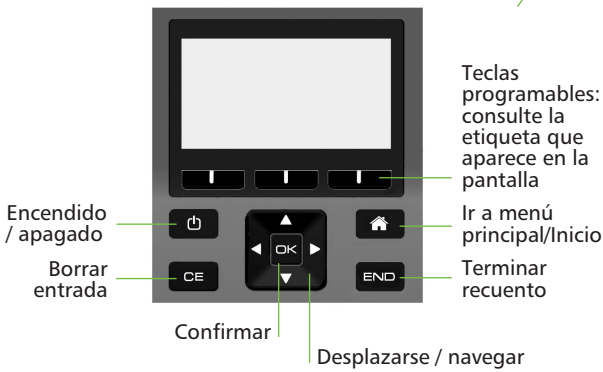 Teclas
programables:
consulte la
etiqueta que
aparece en la
pantalla
Encendido
/ apagado
Ir a menú
principal/Inicio
OK
Borrar
entrada
CE
END
Terminar
recuento
Confirmar
Desplazarse / navegar